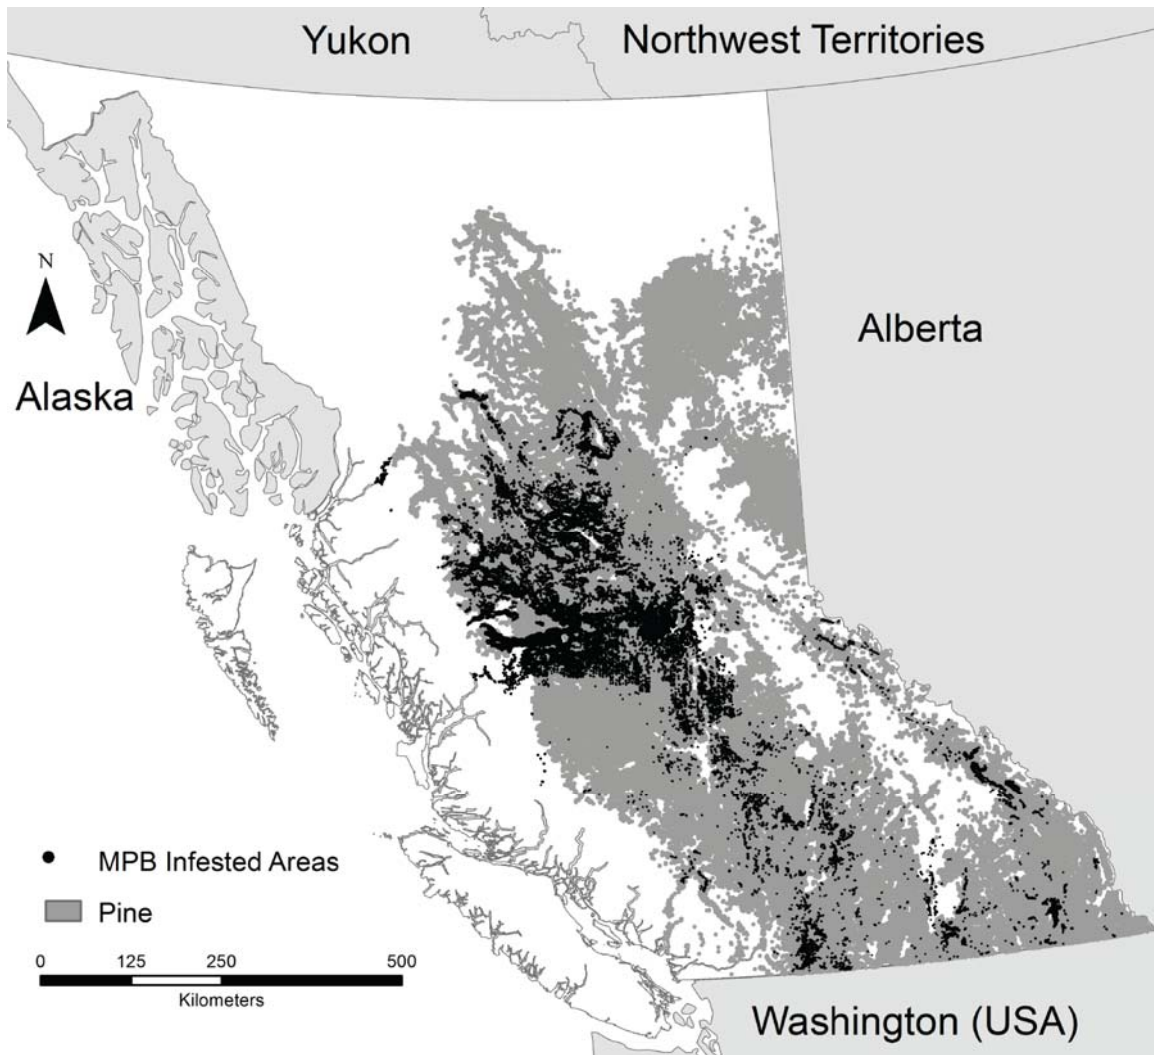 Yukon
Northwest Territories
N
Alberta
Alaska
MPB Infested Areas
Pine
0 125 250 500
Kilometers
Washington (USA)